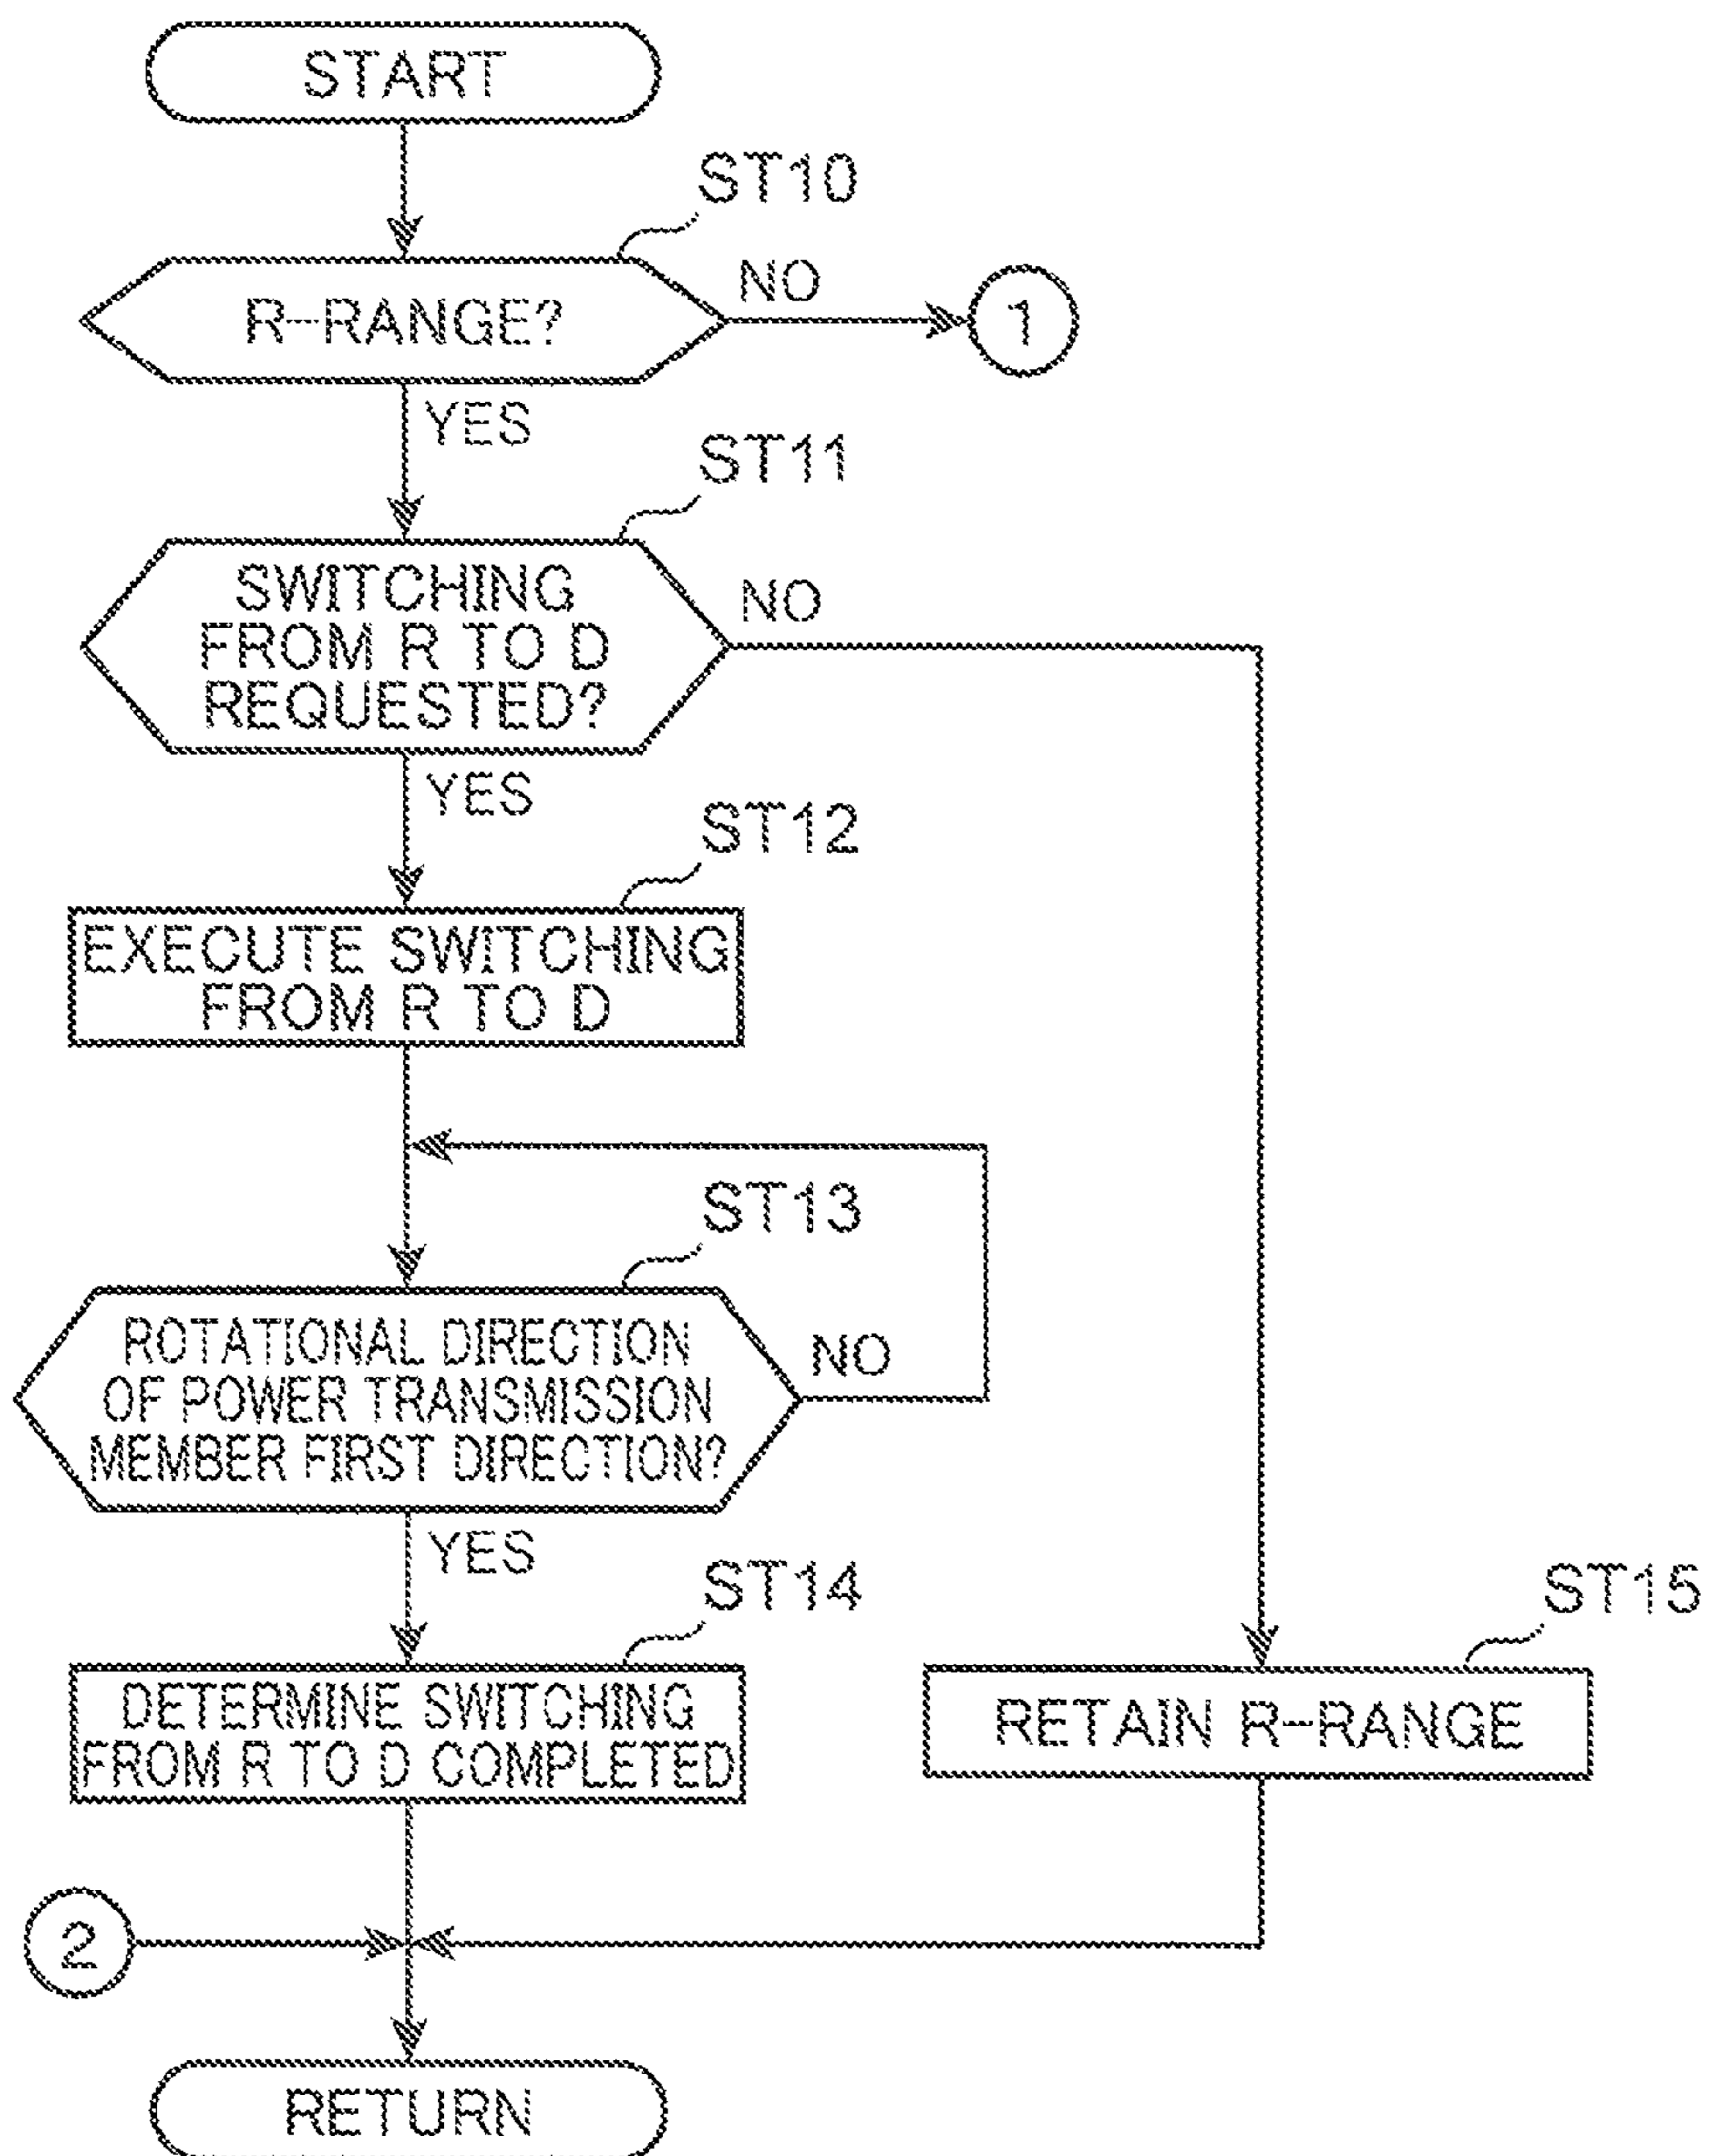 START
ST10
R-RANGE?
NO
1
YES
ST11
SWITCHING
FROM R TO D
REQUESTED?
NO
YES
ST12
EXECUTE SWITCHING
FROM R TO D
ST13
ROTATIONAL DIRECTION
OF POWER TRANSMISSION
MEMBER FIRST DIRECTION?
NO
YES
ST14
DETERMINE SWITCHING
FROM R TO D COMPLETED
ST15
RETAIN R-RANGE
2
RETURN